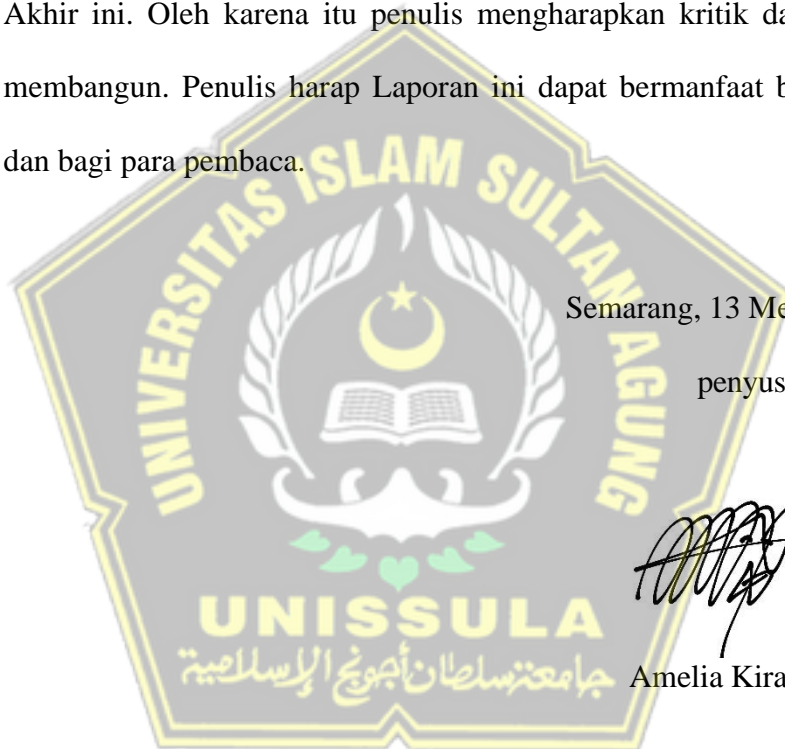 Akhir ini. Oleh karena itu penulis mengharapkan kritik da
membangun. Penulis harap Laporan ini dapat bermanfaat b
dan bagi para pembaca.
UNIVERSITAS ISLAM SULTAN AGUNG
Semarang, 13 Me
penyus
UNISSULA
جامعة سلطان أجونج الإسلامية
Amelia Kira